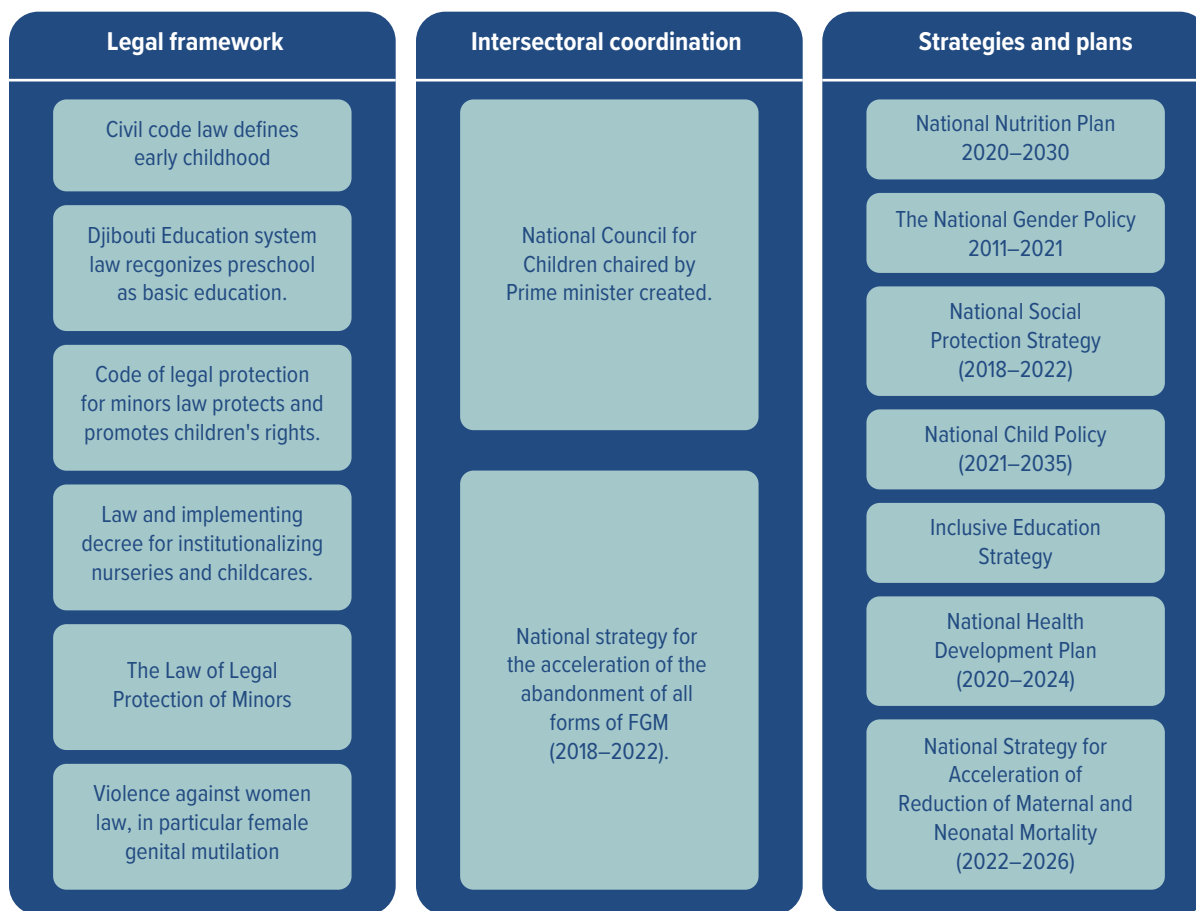 Legal framework
Civil code law defines
early childhood
Djibouti Education system
law recgonizes preschool
as basic education.
Code of legal protection
for minors law protects and
promotes children's rights.
Law and implementing
decree for institutionalizing
nurseries and childcares.
The Law of Legal
Protection of Minors
Violence against women
law, in particular female
genital mutilation
Intersectoral coordination
National Council for
Children chaired by
Prime minister created.
National strategy for
the acceleration of the
abandonment of all
forms of FGM
(2018–2022).
Strategies and plans
National Nutrition Plan
2020–2030
The National Gender Policy
2011–2021
National Social
Protection Strategy
(2018–2022)
National Child Policy
(2021–2035)
Inclusive Education
Strategy
National Health
Development Plan
(2020–2024)
National Strategy for
Acceleration of
Reduction of Maternal and
Neonatal Mortality
(2022–2026)